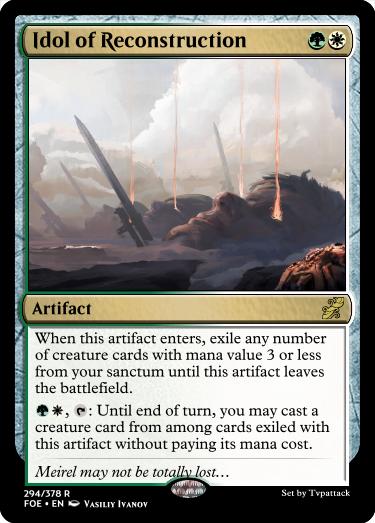 Idol of Reconstruction
Artifact
When this artifact enters, exile any number
of creature cards with mana value 3 or less
from your sanctum until this artifact leaves
the battlefield.
, : Until end of turn, you may cast a
creature card from among cards exiled with
this artifact without paying its mana cost.
Meirel may not be totally lost…
294/378 R
FOE • EN Vasiliy Ivanov
Set by Tvpattack